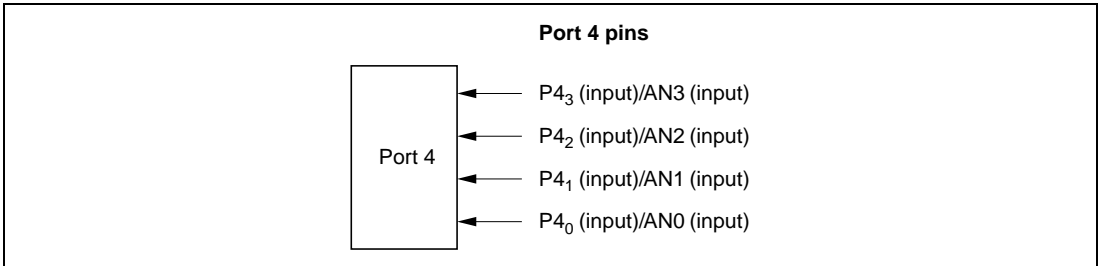 Port 4 pins
P4₃ (input)/AN3 (input)
P4₂ (input)/AN2 (input)
Port 4
P4₁ (input)/AN1 (input)
P4₀ (input)/AN0 (input)